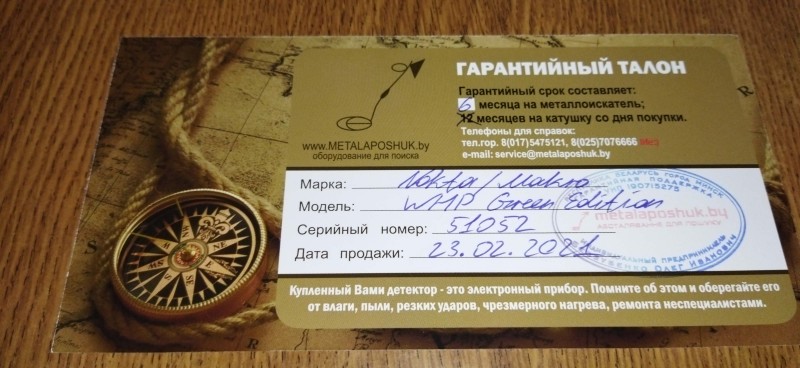 ГАРАНТИЙНЫЙ ТАЛОН
Гарантийный срок составляет:
6 месяца на металлоискатель;
12 месяцев на катушку со дня покупки.
Телефоны для справок:
тел.гор. 8(017)5475121, 8(025)7076666
e-mail: service@metalaposhuk.by
www.METALAPOSHUK.by
оборудование для поиска
Марка: Nokta/Makro
Модель: WHP Green Edition
Серийный номер: 51052
Дата продажи: 23.02.2021
metalaposhuk.by
Купленный Вами детектор - это электронный прибор. Помните об этом и оберегайте его
от влаги, пыли, резких ударов, чрезмерного нагрева, ремонта неспециалистами.